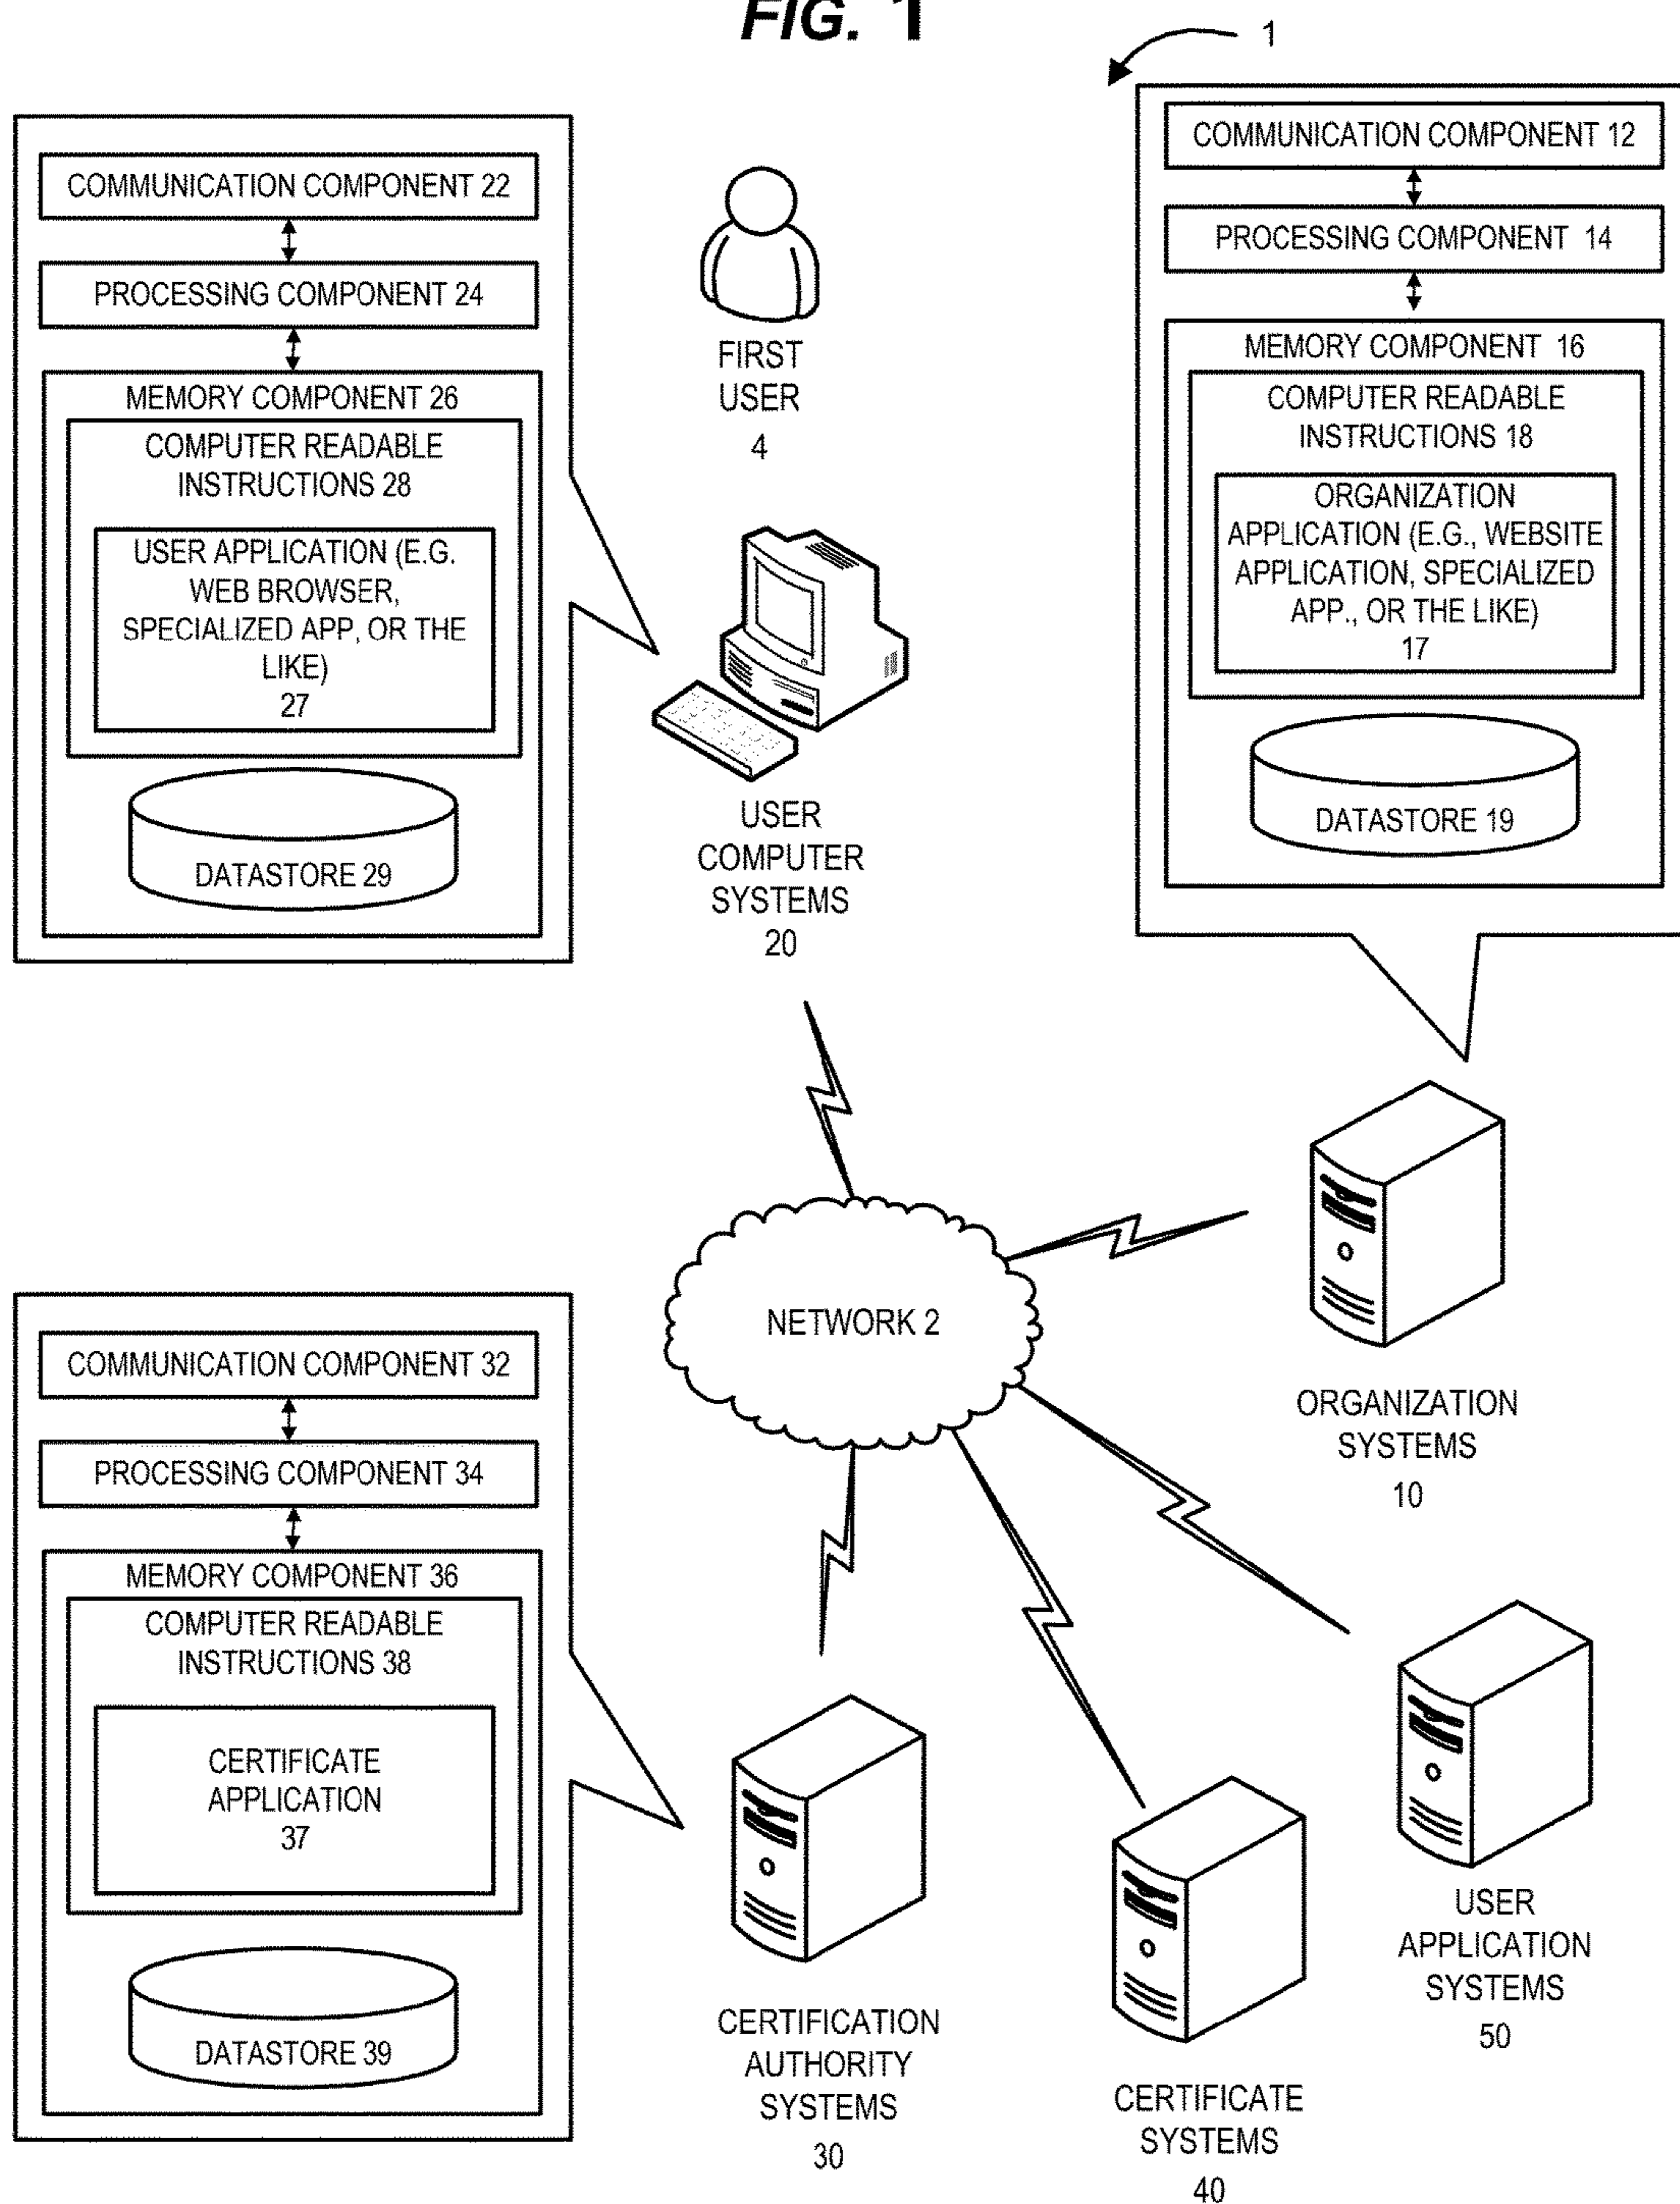 FIG. 1
1
COMMUNICATION COMPONENT 22
PROCESSING COMPONENT 24
MEMORY COMPONENT 26
COMPUTER READABLE
INSTRUCTIONS 28
USER APPLICATION (E.G.
WEB BROWSER,
SPECIALIZED APP, OR THE
LIKE)
27
DATASTORE 29
FIRST
USER
4
USER
COMPUTER
SYSTEMS
20
COMMUNICATION COMPONENT 12
PROCESSING COMPONENT 14
MEMORY COMPONENT 16
COMPUTER READABLE
INSTRUCTIONS 18
ORGANIZATION
APPLICATION (E.G., WEBSITE
APPLICATION, SPECIALIZED
APP., OR THE LIKE)
17
DATASTORE 19
NETWORK 2
ORGANIZATION
SYSTEMS
10
COMMUNICATION COMPONENT 32
PROCESSING COMPONENT 34
MEMORY COMPONENT 36
COMPUTER READABLE
INSTRUCTIONS 38
CERTIFICATE
APPLICATION
37
DATASTORE 39
CERTIFICATION
AUTHORITY
SYSTEMS
30
CERTIFICATE
SYSTEMS
40
USER
APPLICATION
SYSTEMS
50